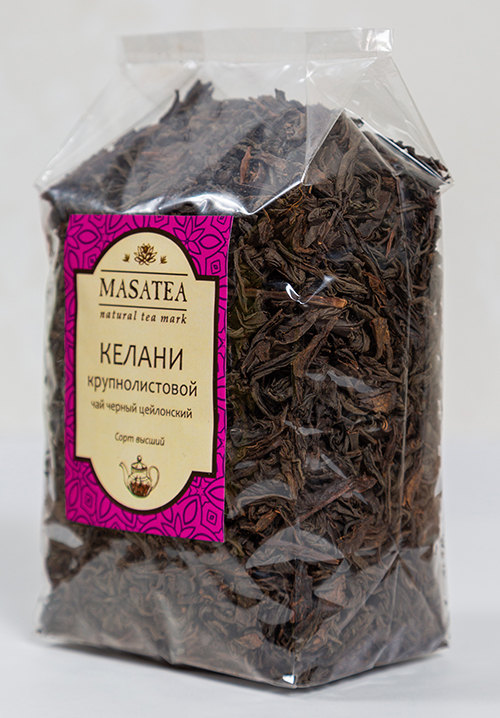 MASATEA
natural tea mark
КЕЛАНИ
крупнолистовой
чай черный цейлонский
Сорт высший